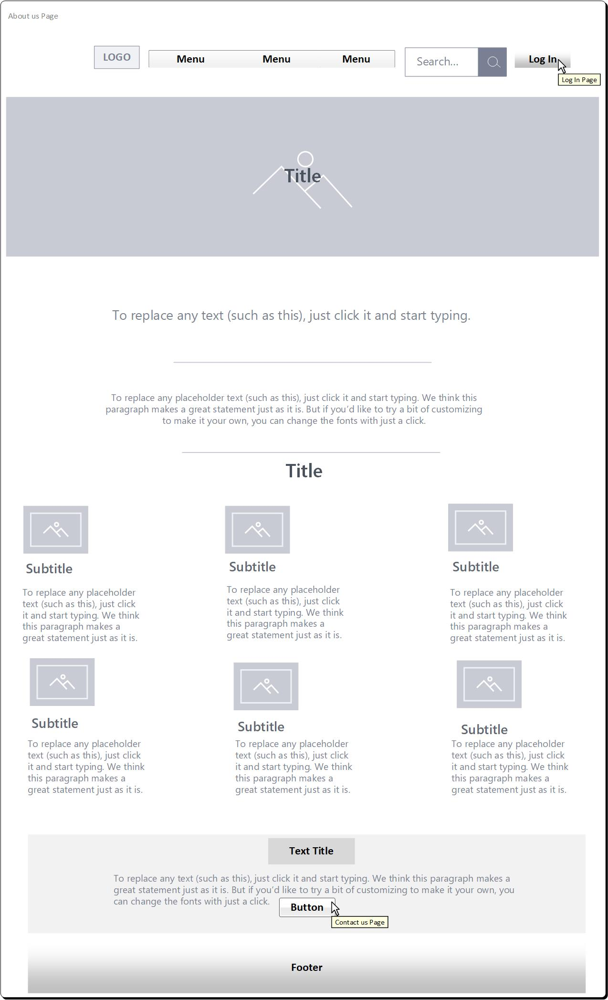 About us Page
LOGO
Menu
Menu
Menu
Search...
Log In
Log In Page
Title
To replace any text (such as this), just click it and start typing.
To replace any placeholder text (such as this), just click it and start typing. We think this
paragraph makes a great statement just as it is. But if you’d like to try a bit of customizing
to make it your own, you can change the fonts with just a click.
Title
Subtitle
To replace any placeholder
text (such as this), just click
it and start typing. We think
this paragraph makes a
great statement just as it is.
Subtitle
To replace any placeholder
text (such as this), just click
it and start typing. We think
this paragraph makes a
great statement just as it is.
Subtitle
To replace any placeholder
text (such as this), just click
it and start typing. We think
this paragraph makes a
great statement just as it is.
Subtitle
To replace any placeholder
text (such as this), just click
it and start typing. We think
this paragraph makes a
great statement just as it is.
Subtitle
To replace any placeholder
text (such as this), just click
it and start typing. We think
this paragraph makes a
great statement just as it is.
Subtitle
To replace any placeholder
text (such as this), just click
it and start typing. We think
this paragraph makes a
great statement just as it is.
Text Title
To replace any text (such as this), just click it and start typing. We think this paragraph makes a
great statement just as it is. But if you’d like to try a bit of customizing to make it your own, you
can change the fonts with just a click.
Button
Contact us Page
Footer